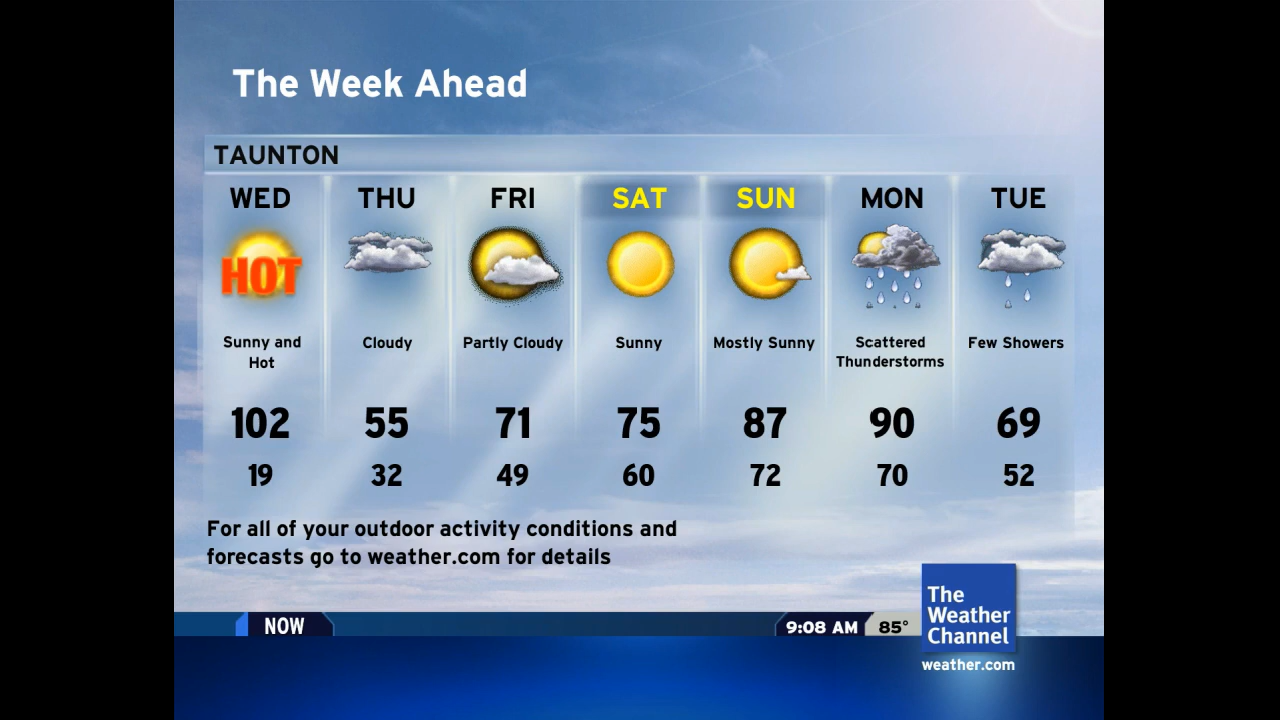 The Week Ahead
TAUNTON
WED THU FRI SAT SUN MON TUE
HOT
Sunny and Hot
Cloudy
Partly Cloudy
Sunny
Mostly Sunny
Scattered Thunderstorms
Few Showers
102 55 71 75 87 90 69
19 32 49 60 72 70 52
For all of your outdoor activity conditions and
forecasts go to weather.com for details
NOW
9:08 AM 85°
The
Weather
Channel
weather.com